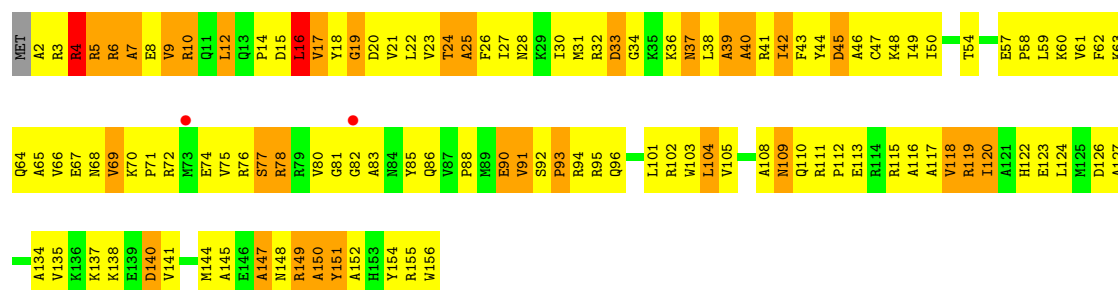 MET A2 R3 R4 R5 R6 A7 E8 V9 R10 Q11 L12 Q13 P14 D15 L16 V17 Y18 G19 D20 V21 L22 V23 T24 A25 F26 I27 N28 K29 I30 M31 R32 D33 G34 K35 K36 N37 L38 A39 A40 R41 I42 F43 Y44 D45 A46 C47 K48 I49 I50 T54 E57 P58 L59 K60 V61 F62 K63
Q64 A65 V66 E67 N68 V69 K70 P71 R72 M73 E74 V75 R76 S77 R78 R79 V80 G81 G82 A83 N84 Y85 Q86 V87 P88 M89 E90 V91 S92 P93 R94 R95 Q96 L101 R102 W103 L104 V105 A108 N109 Q110 R111 P112 E113 R114 R115 A116 A117 V118 R119 I120 A121 H122 E123 L124 M125 D126 A127
A134 V135 K136 K137 K138 E139 D140 V141 M144 A145 E146 A147 N148 R149 A150 Y151 A152 H153 Y154 R155 W156